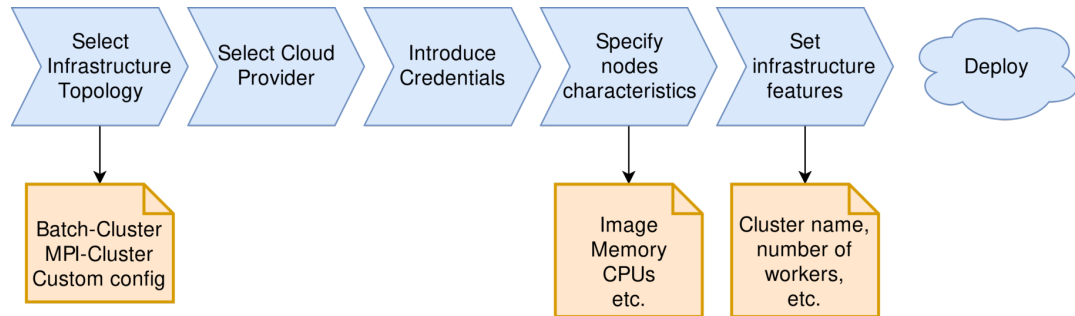 Select
Infrastructure
Topology
Select Cloud
Provider
Introduce
Credentials
Specify
nodes
characteristics
Set
infrastructure
features
Deploy
Batch-Cluster
MPI-Cluster
Custom config
Image
Memory
CPUs
etc.
Cluster name,
number of
workers,
etc.